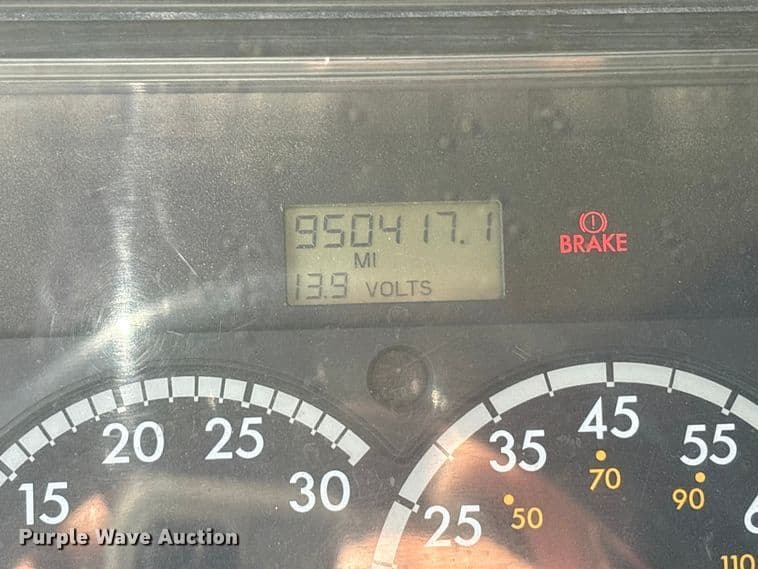 950417.1
MI
13.9 VOLTS
BRAKE
15 20 25 30
25 35 45 55
50 70 90 110
Purple Wave Auction